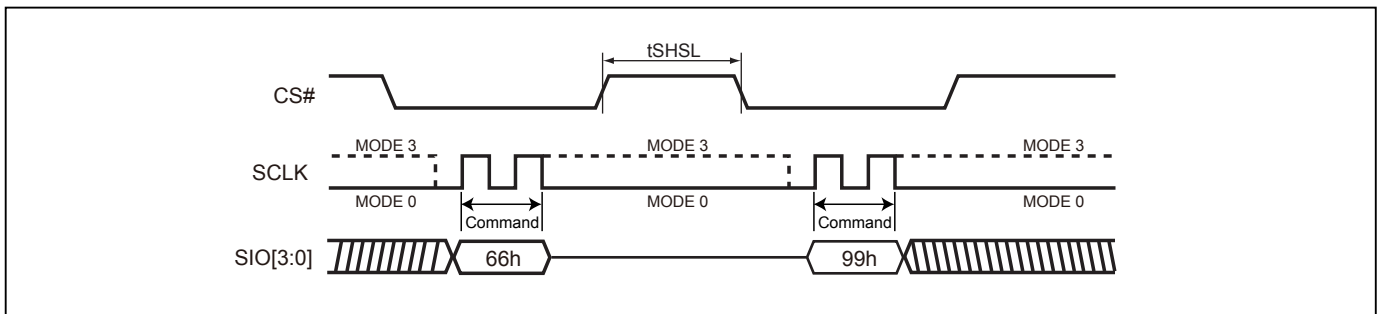 tSHSL
CS#
MODE 3 MODE 3 MODE 3
SCLK
MODE 0 MODE 0 MODE 0
Command Command
SIO[3:0] 66h 99h